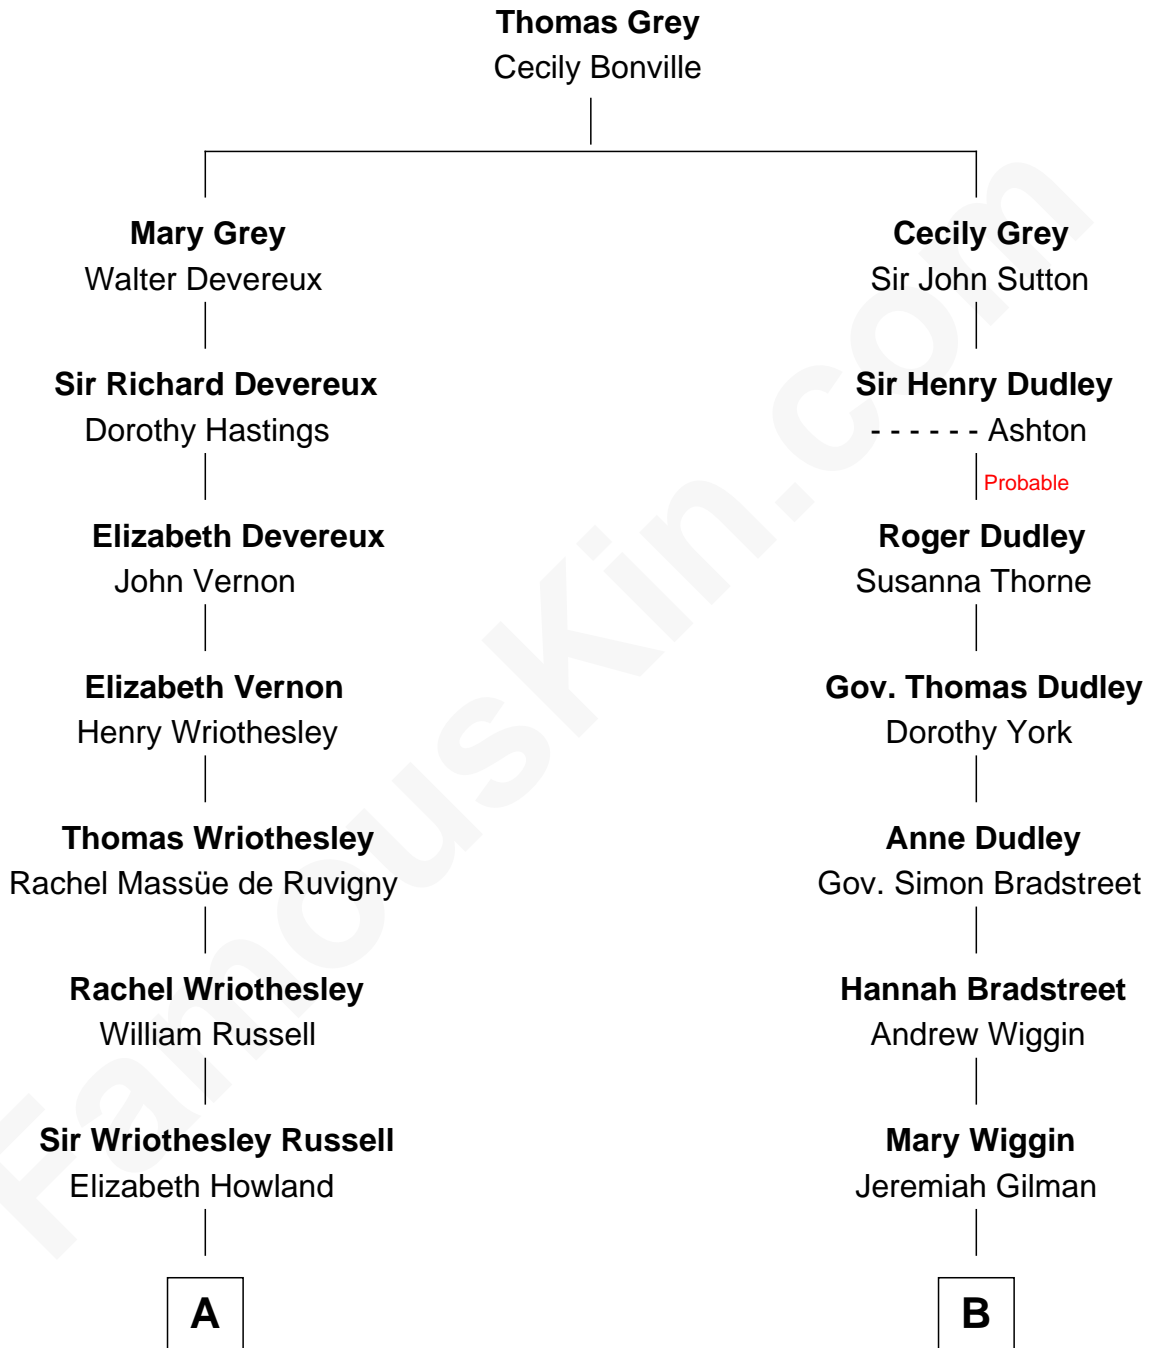 Thomas Grey
Cecily Bonville
Mary Grey
Walter Devereux
Cecily Grey
Sir John Sutton
Sir Richard Devereux
Dorothy Hastings
Sir Henry Dudley
- - - - - - Ashton
Probable
Elizabeth Devereux
John Vernon
Roger Dudley
Susanna Thorne
Elizabeth Vernon
Henry Wriothesley
Gov. Thomas Dudley
Dorothy York
Thomas Wriothesley
Rachel Massüe de Ruvigny
Anne Dudley
Gov. Simon Bradstreet
Rachel Wriothesley
William Russell
Hannah Bradstreet
Andrew Wiggin
Sir Wriothesley Russell
Elizabeth Howland
Mary Wiggin
Jeremiah Gilman
A
B
FamousKin.com